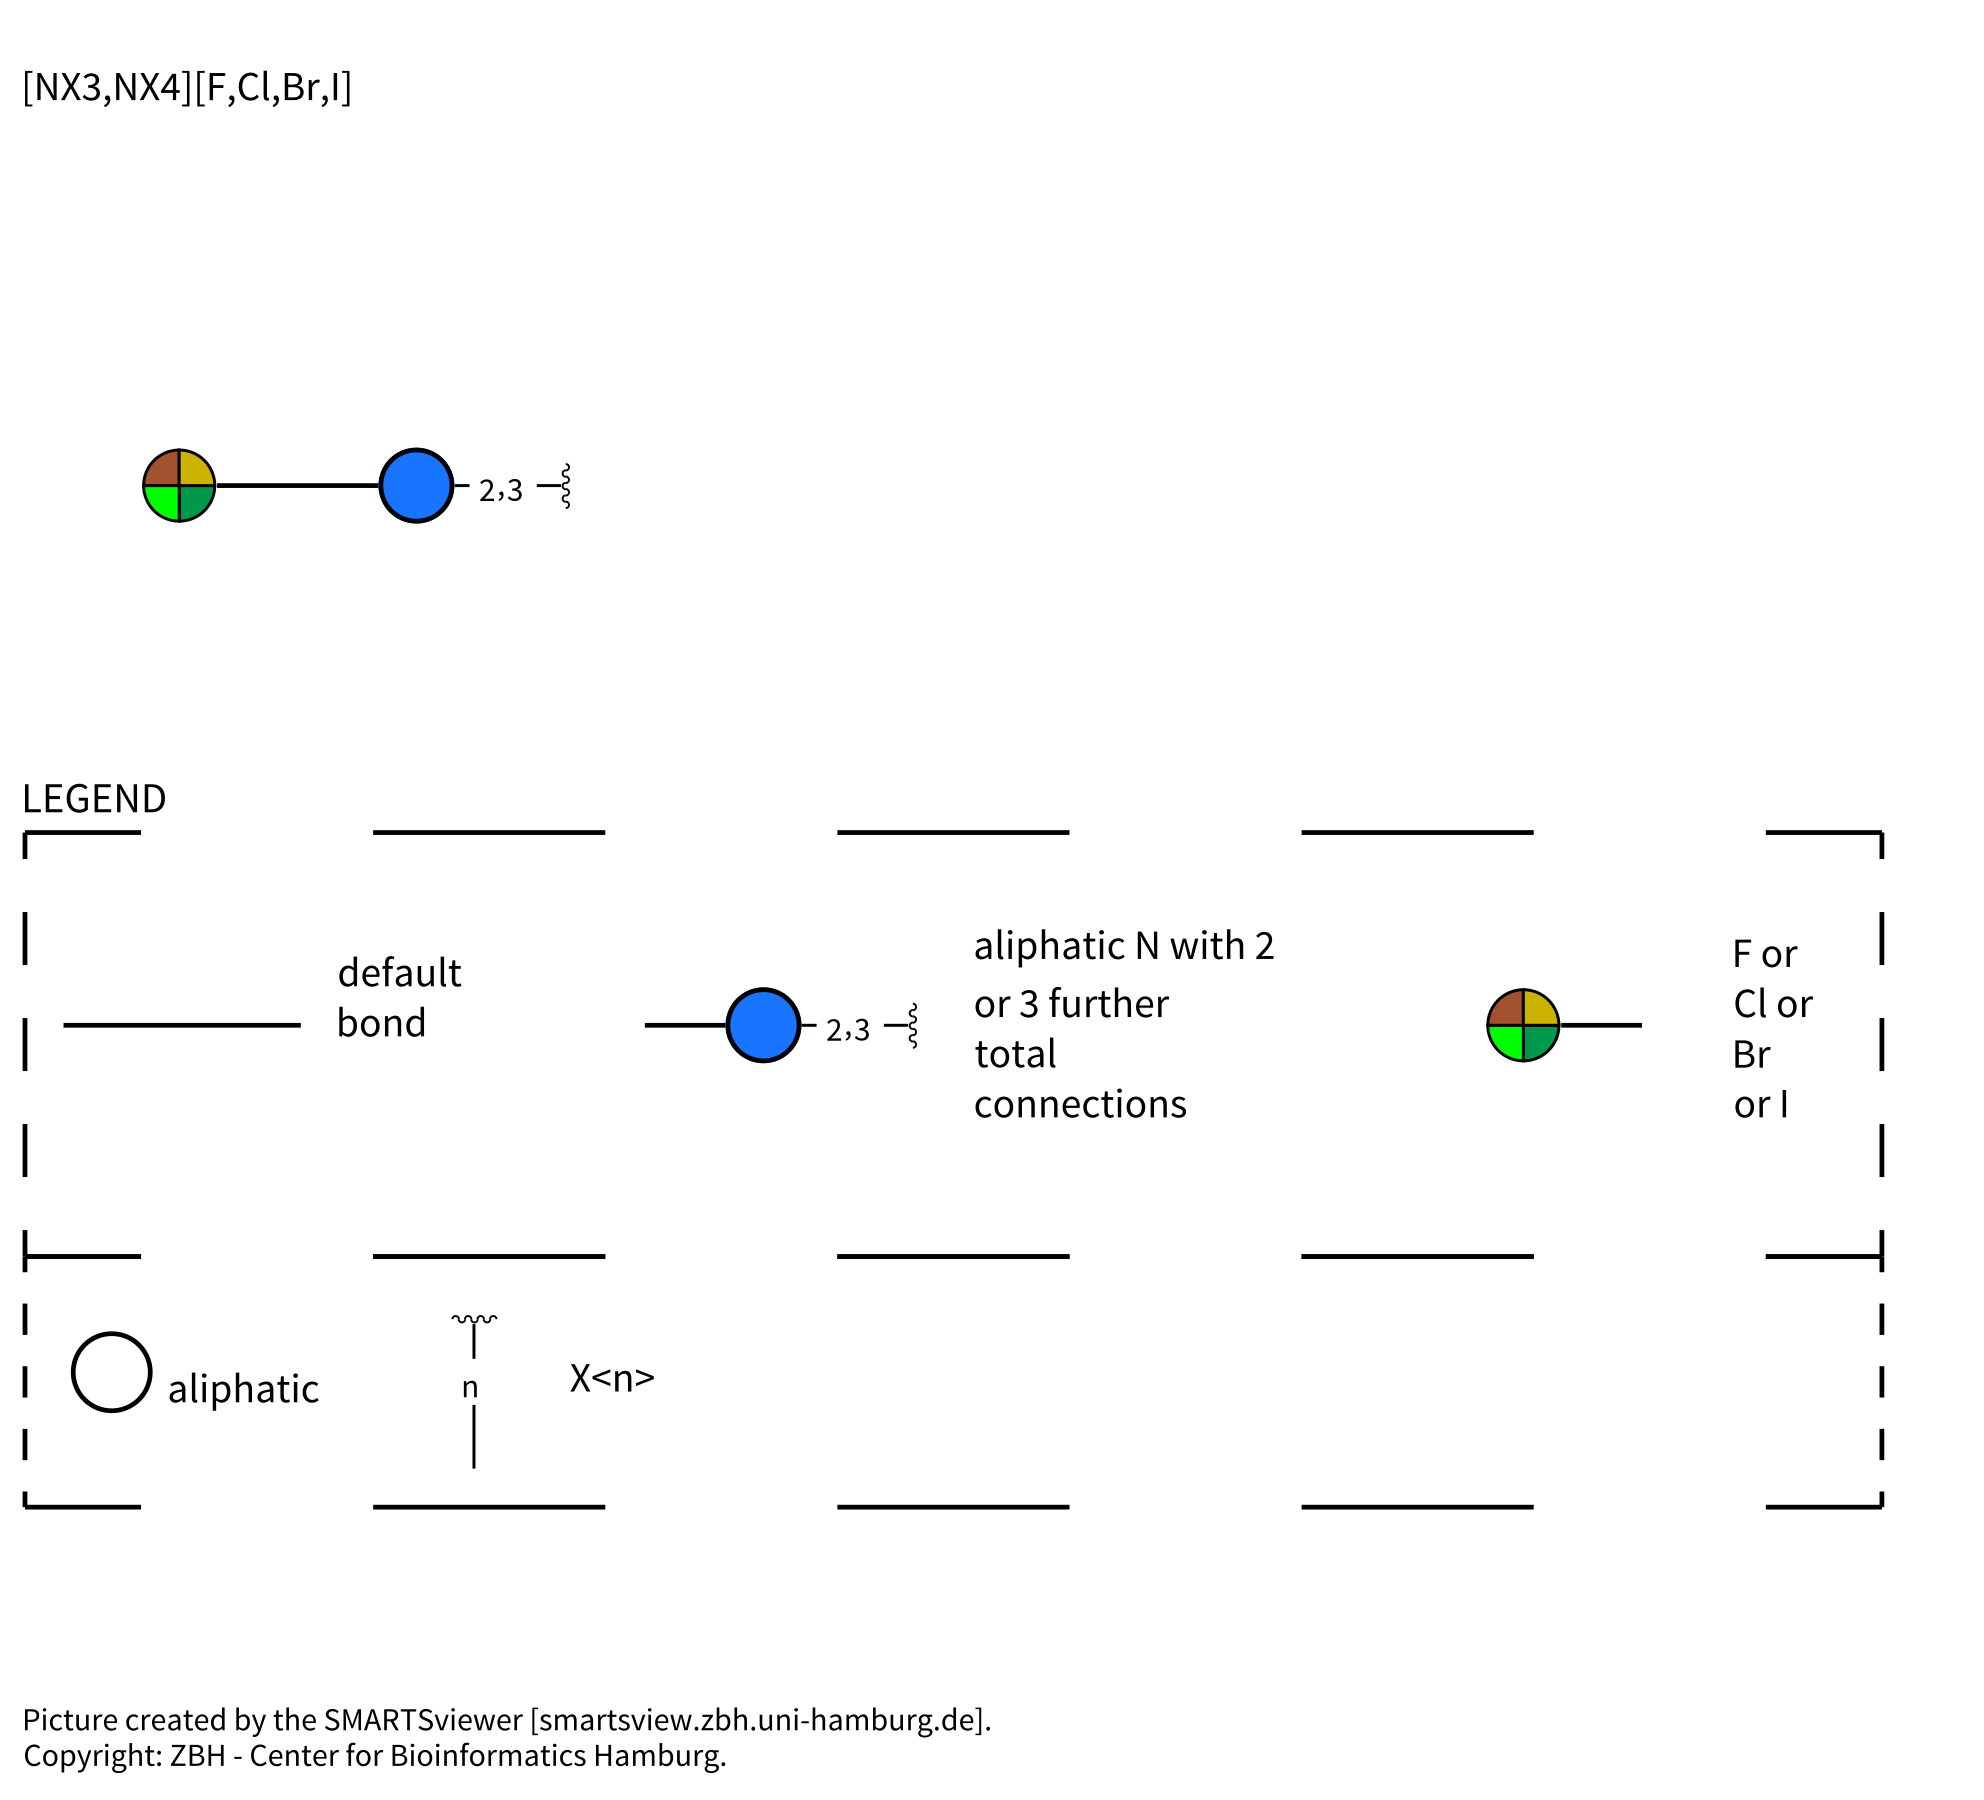 [NX3,NX4][F,Cl,Br,I]
2,3
LEGEND
default
bond
2,3
aliphatic N with 2
or 3 further
total
connections
F or
Cl or
Br
or I
aliphatic
n
X<n>
Picture created by the SMARTSviewer [smartsview.zbh.uni-hamburg.de].
Copyright: ZBH - Center for Bioinformatics Hamburg.